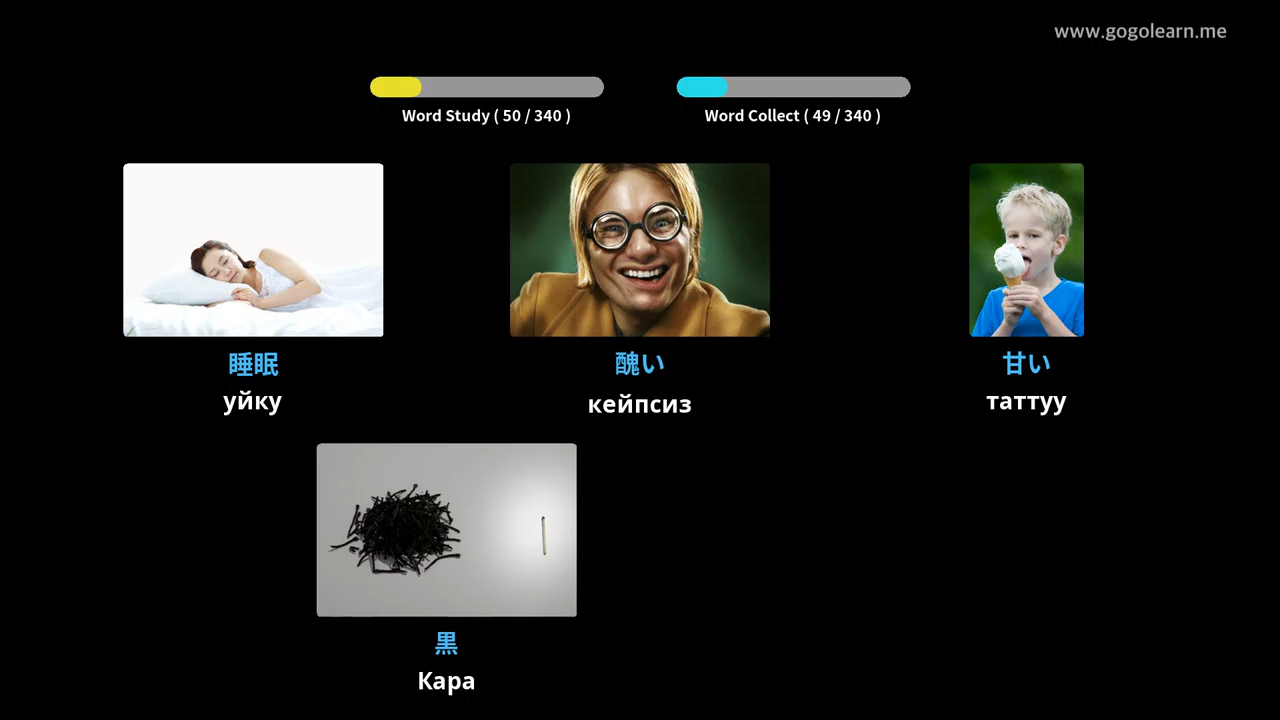 www.gogolearn.me
Word Study ( 50 / 340 )
Word Collect ( 49 / 340 )
睡眠
уйку
醜い
кейпсиз
甘い
таттуу
黒
Кара